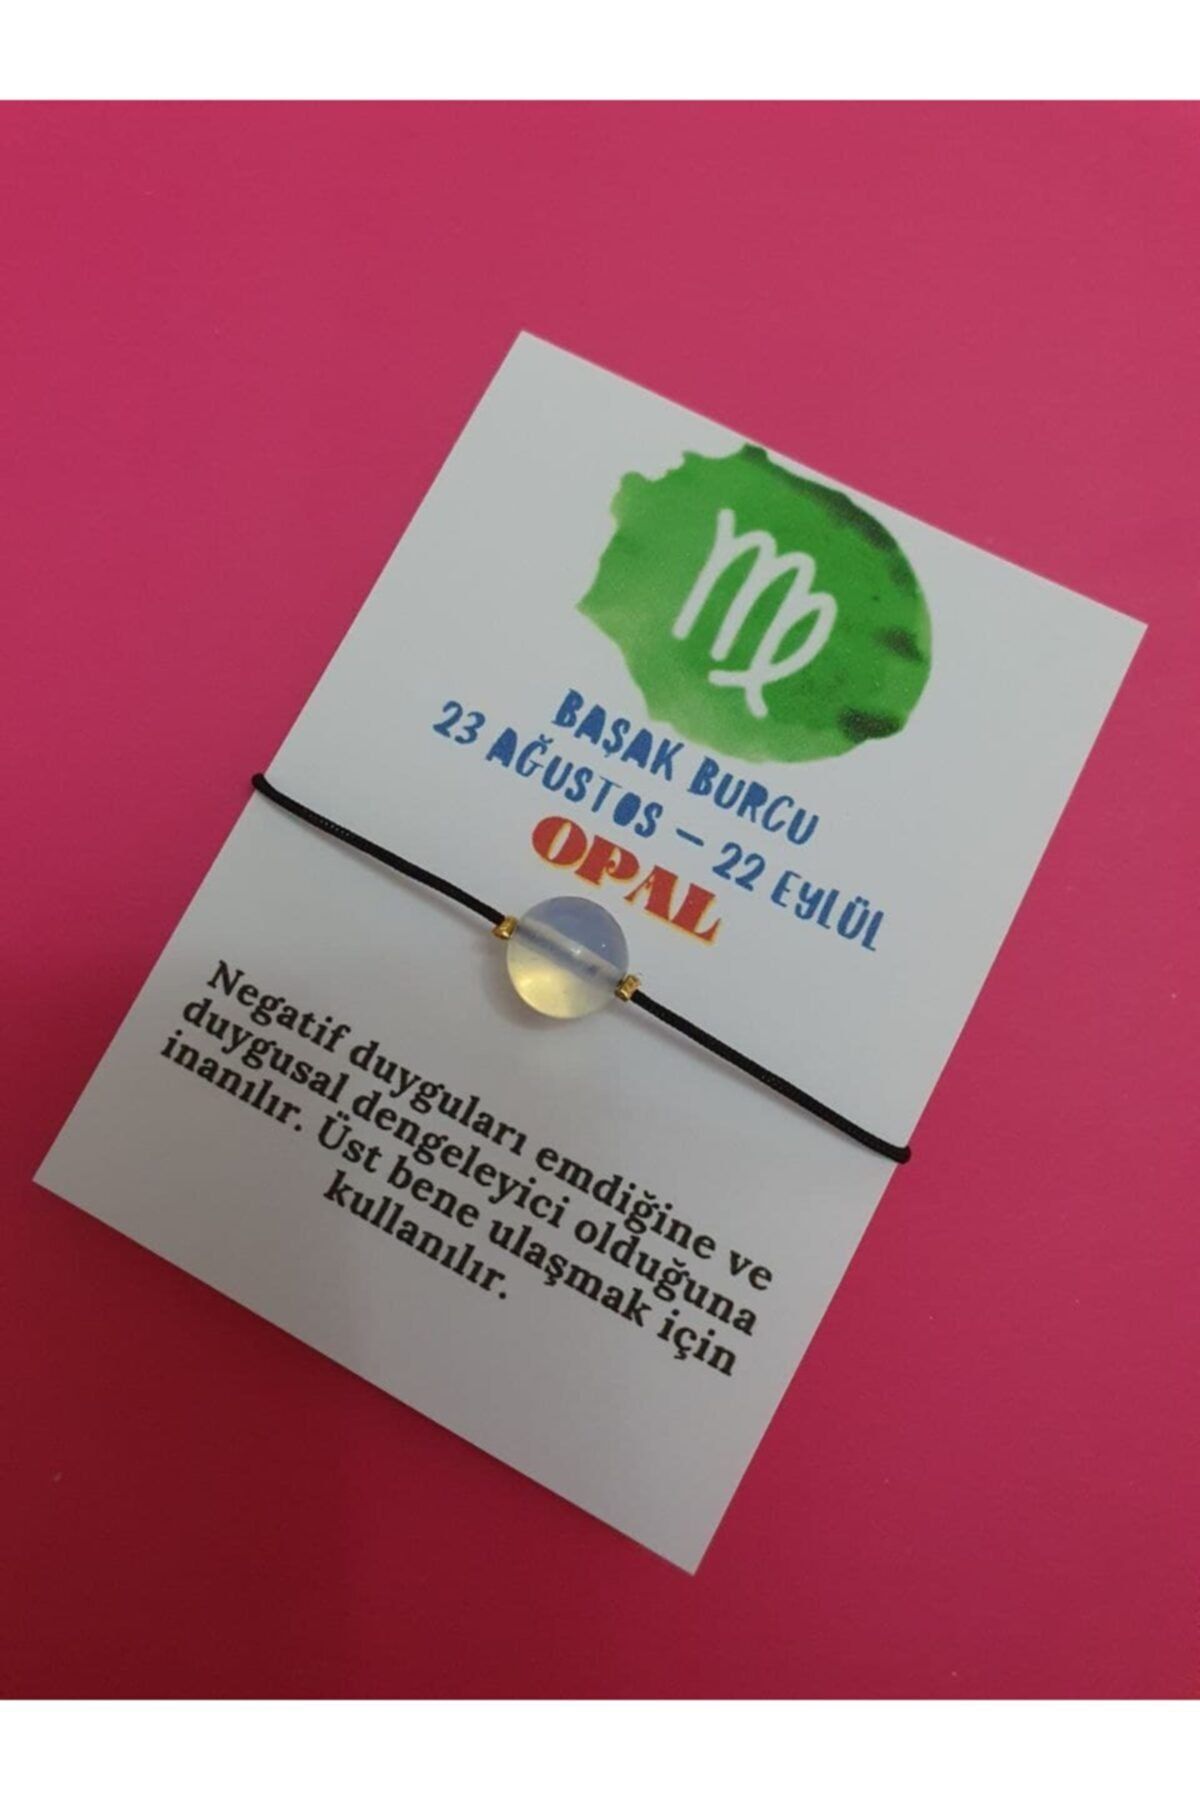 BAŞAK BURCU
23 AĞUSTOS – 22 EYLÜL
OPAL
Negatif duyguları emdiğine ve
duygusal dengeleyici olduğuna
inanılır. Üst bene ulaşmak için
kullanılır.